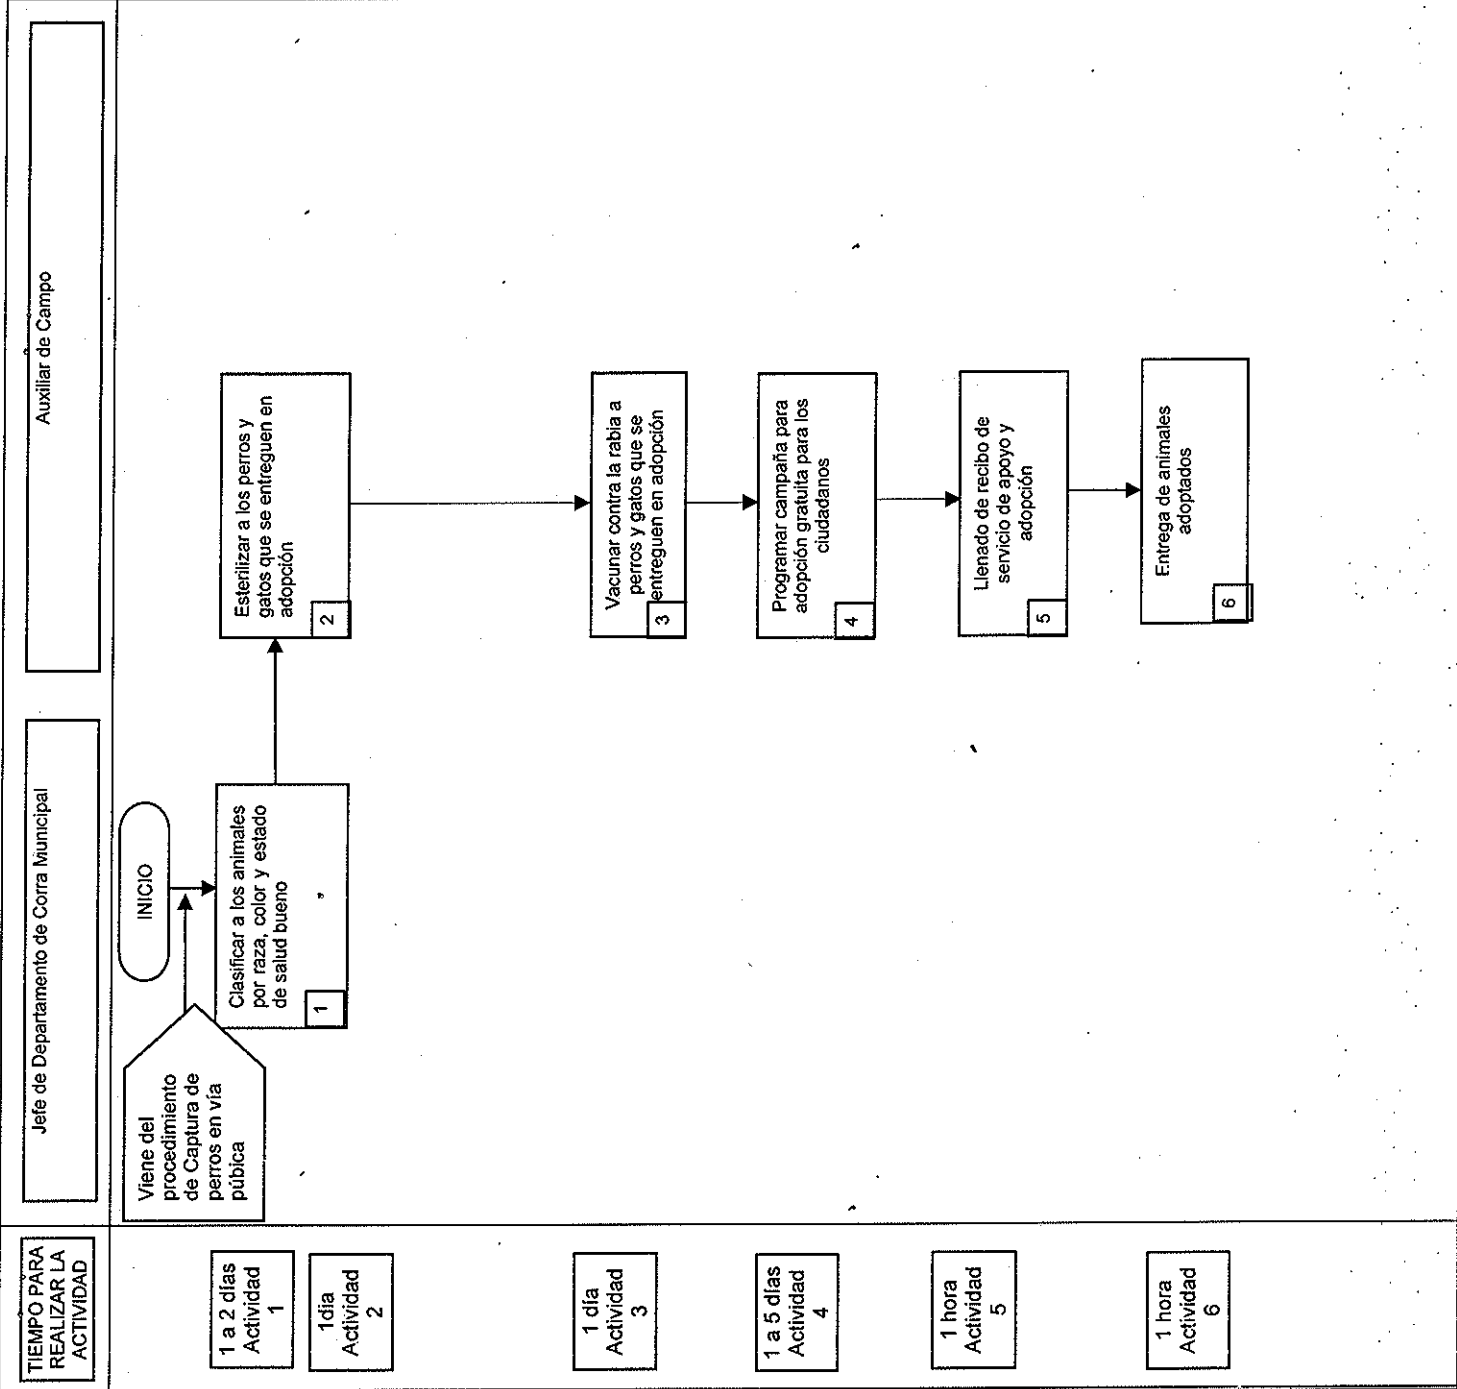 TIEMPO PARA
REALIZAR LA
ACTIVIDAD
Jefe de Departamento de Corra Municipal
Auxiliar de Campo
INICIO
Viene del
procedimiento
de Captura de
perros en vía
púbica
1 a 2 días
Actividad
1
Clasificar a los animales
por raza, color y estado
de salud bueno
1
1dia
Actividad
2
Esterilizar a los perros y
gatos que se entreguen en
adopción
2
1 día
Actividad
3
Vacunar contra la rabia a
perros y gatos que se
entreguen en adopción
3
1 a 5 días
Actividad
4
Programar campaña para
adopción gratuita para los
ciudadanos
4
1 hora
Actividad
5
Llenado de recibo de
servicio de apoyo y
adopción
5
1 hora
Actividad
6
Entrega de animales
adoptados
6